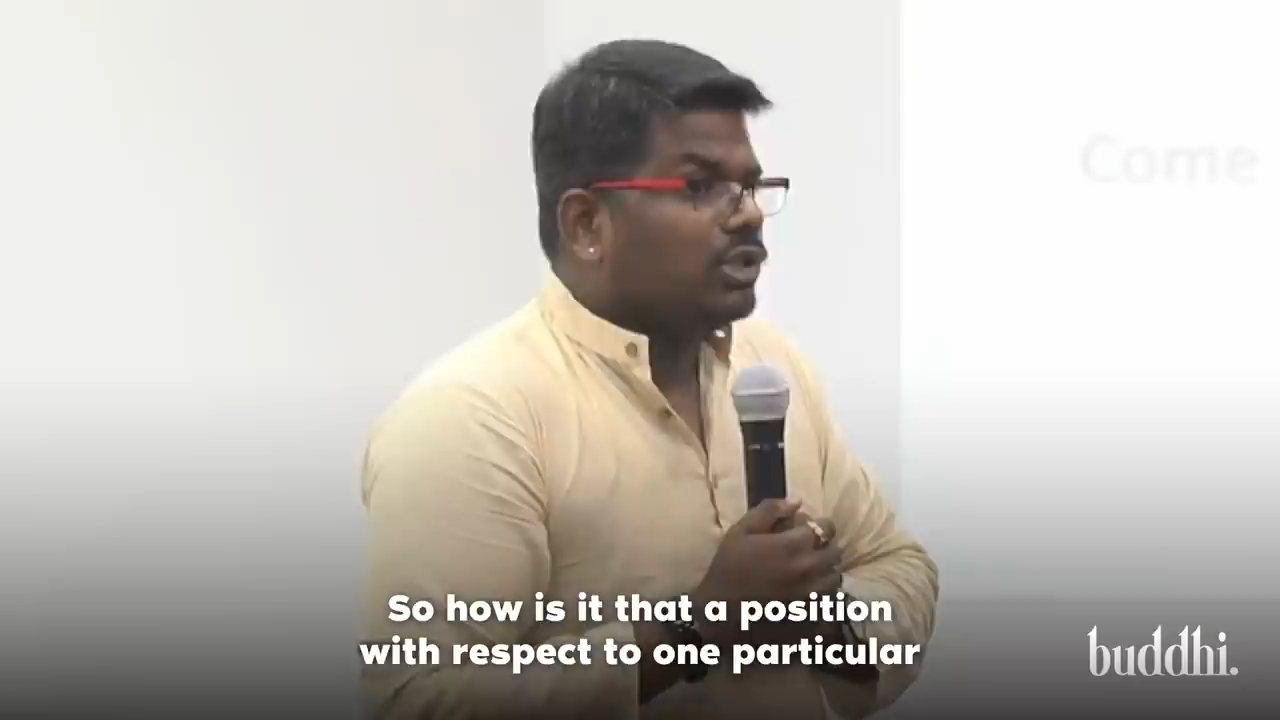 Come
So how is it that a position
with respect to one particular
buddhi.